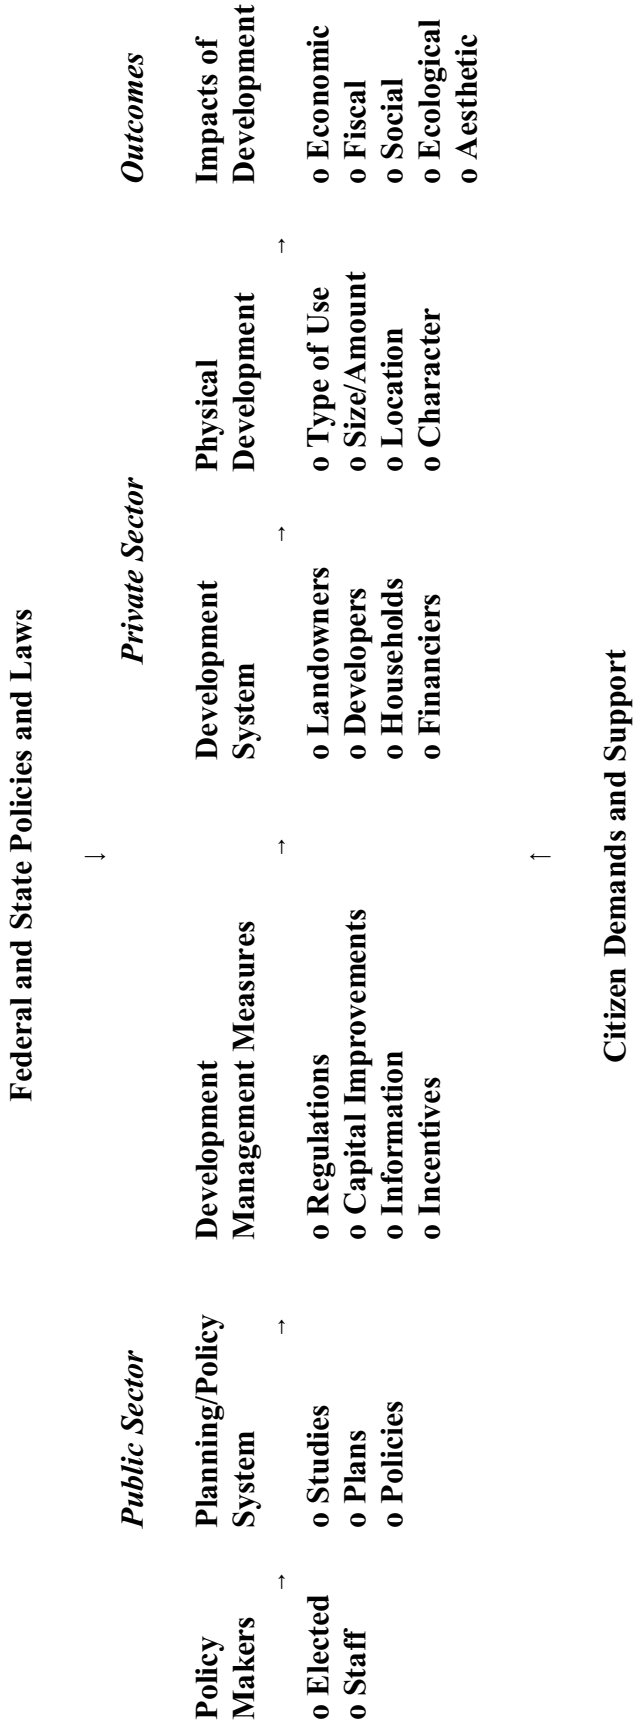 Federal and State Policies and Laws
↓
Public Sector
Private Sector
Outcomes
Policy
Makers
→
o Elected
o Staff
Planning/Policy
System
→
o Studies
o Plans
o Policies
Development
Management Measures
→
o Regulations
o Capital Improvements
o Information
o Incentives
Development
System
→
o Landowners
o Developers
o Households
o Financiers
Physical
Development
→
o Type of Use
o Size/Amount
o Location
o Character
Impacts of
Development
o Economic
o Fiscal
o Social
o Ecological
o Aesthetic
↑
Citizen Demands and Support